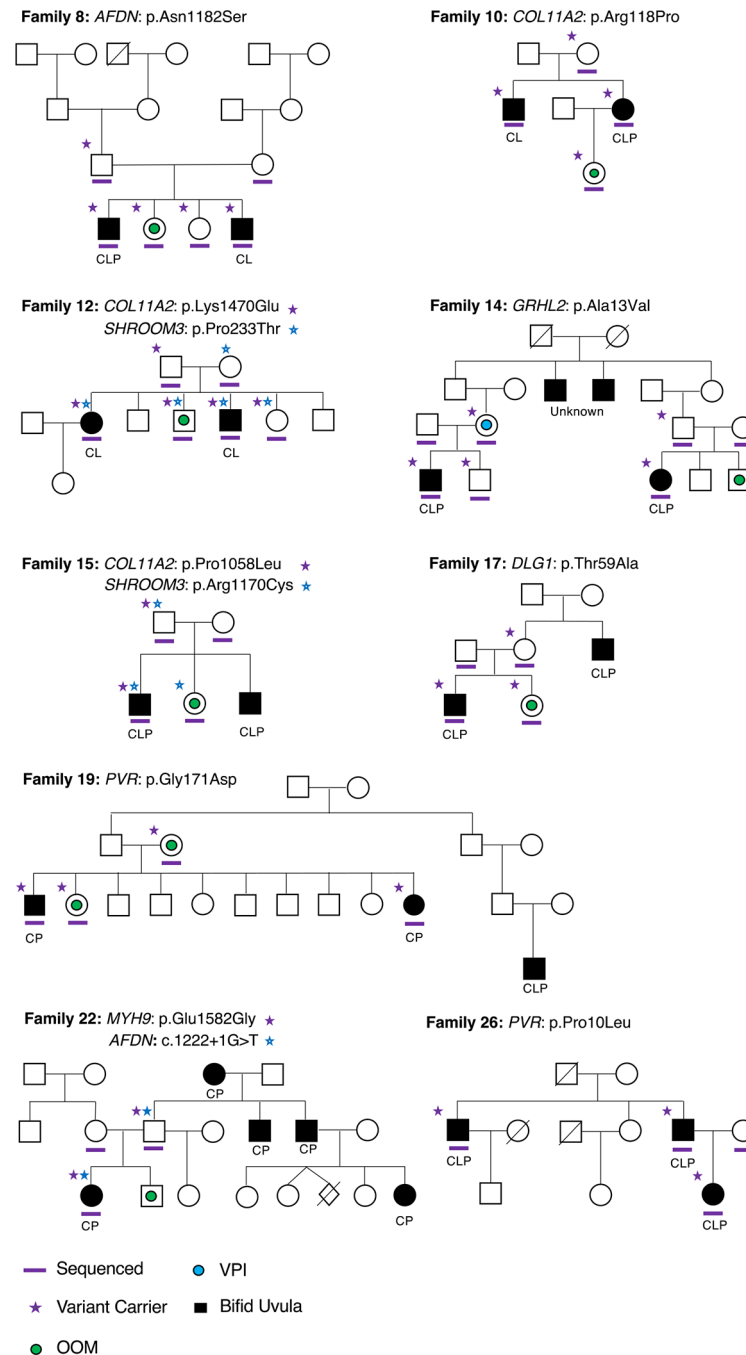 Family 8: AFDN: p.Asn1182Ser
CLP
CL
Family 10: COL11A2: p.Arg118Pro
CL
CLP
Family 12: COL11A2: p.Lys1470Glu
SHROOM3: p.Pro233Thr
CL
CL
Family 14: GRHL2: p.Ala13Val
Unknown
CLP
CLP
Family 15: COL11A2: p.Pro1058Leu
SHROOM3: p.Arg1170Cys
CLP
CLP
Family 17: DLG1: p.Thr59Ala
CLP
CLP
Family 19: PVR: p.Gly171Asp
CP
CP
CLP
Family 22: MYH9: p.Glu1582Gly
AFDN: c.1222+1G>T
CP
CP
CP
CP
CP
Family 26: PVR: p.Pro10Leu
CLP
CLP
CLP
Sequenced
VPI
Variant Carrier
Bifid Uvula
OOM